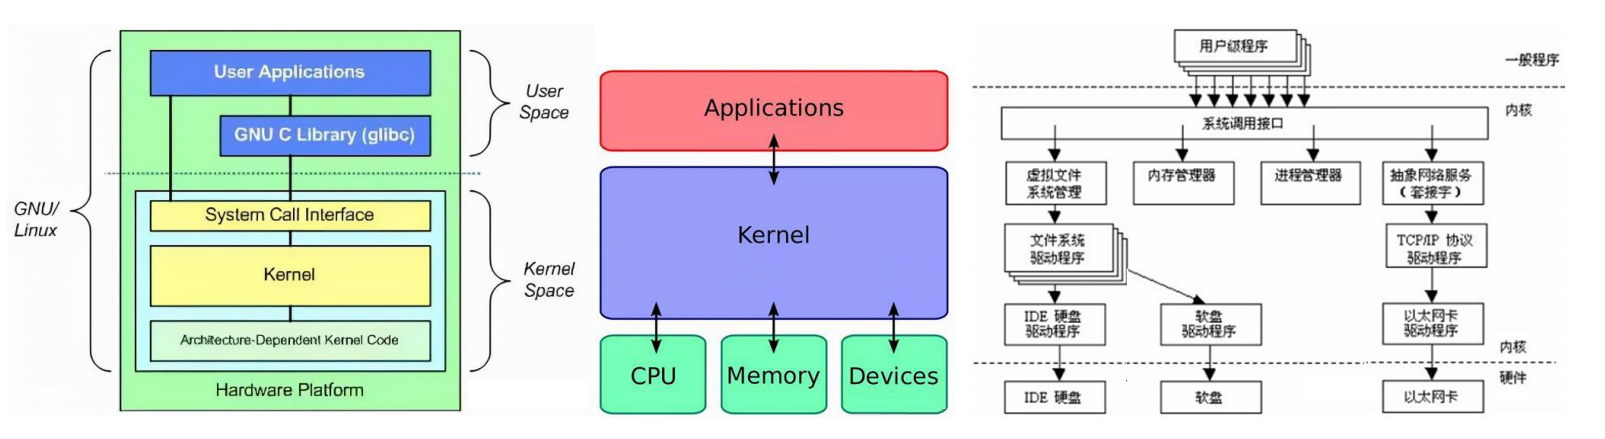 User Applications
GNU C Library (glibc)
User
Space
GNU/
Linux
System Call Interface
Kernel
Architecture-Dependent Kernel Code
Kernel
Space
Hardware Platform
Applications
Kernel
CPU
Memory
Devices
用户级程序
一般程序
内核
系统调用接口
虚拟文件
系统管理
内存管理器
进程管理器
抽象网络服务
（套接字）
文件系统
驱动程序
TCP/IP 协议
驱动程序
IDE 硬盘
驱动程序
软盘
驱动程序
以太网卡
驱动程序
内核
硬件
IDE 硬盘
软盘
以太网卡